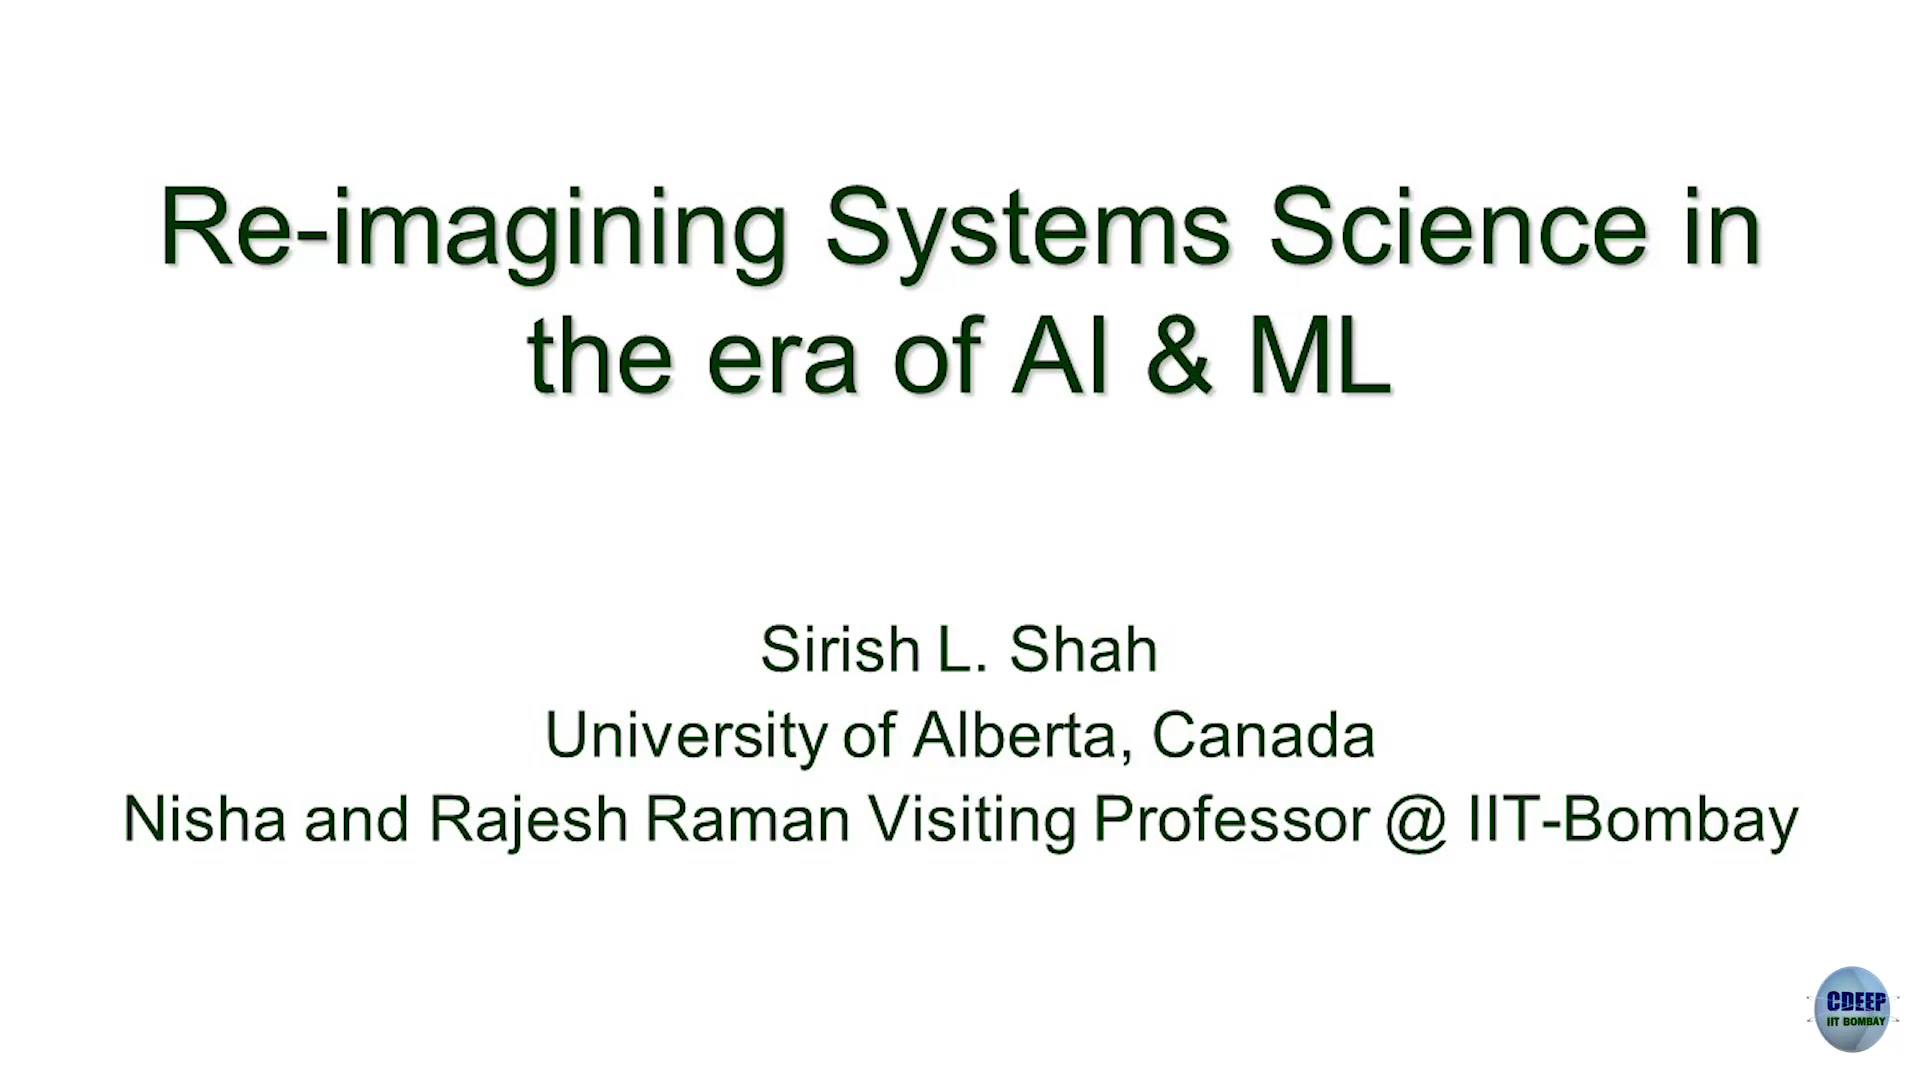 Re-imagining Systems Science in
the era of AI & ML
Sirish L. Shah
University of Alberta, Canada
Nisha and Rajesh Raman Visiting Professor @ IIT-Bombay
CDEEP
IIT BOMBAY